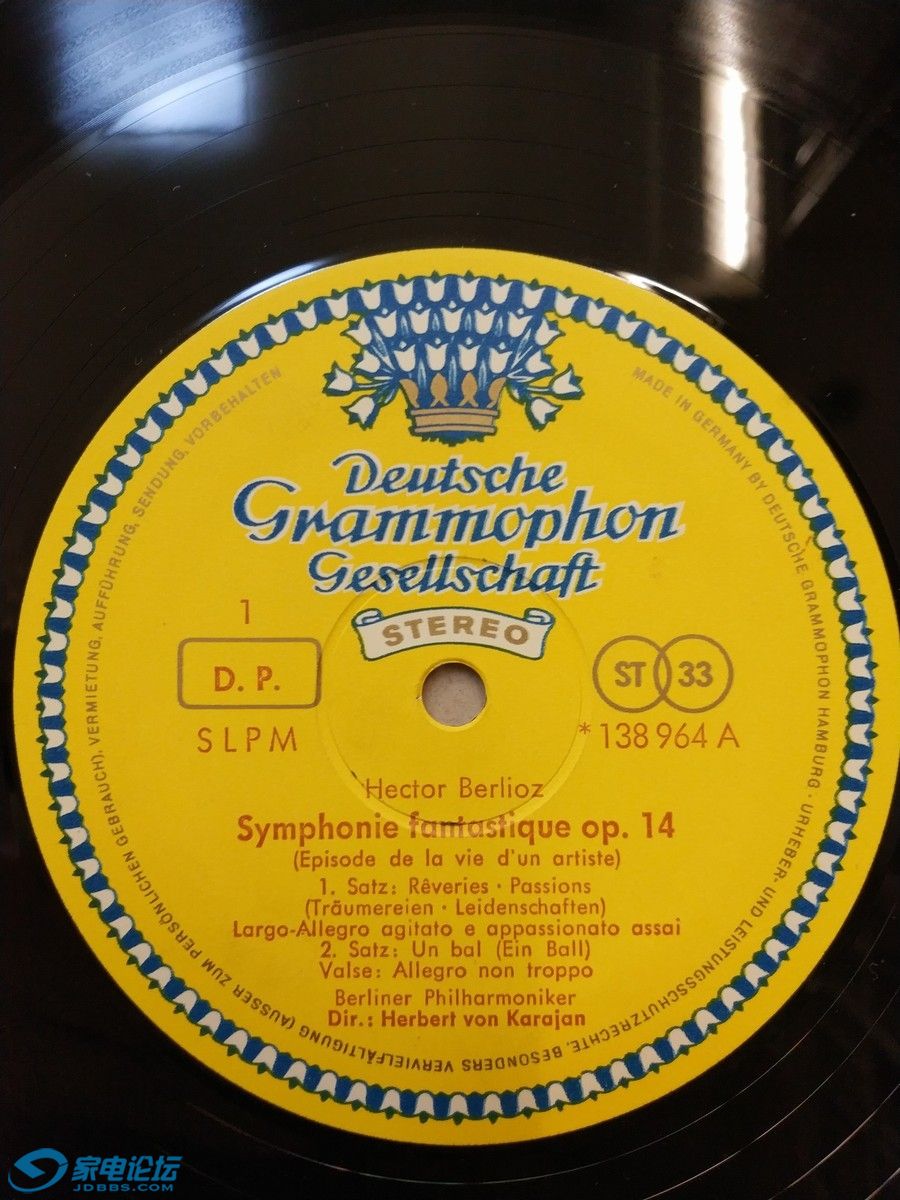 Deutsche
Grammophon
Gesellschaft
STEREO
1
D. P.
SLPM
ST 33
* 138 964 A
Hector Berlioz
Symphonie fantastique op. 14
(Episode de la vie d'un artiste)
1. Satz: Rêveries · Passions
(Träumereien · Leidenschaften)
Largo-Allegro agitato e appassionato assai
2. Satz: Un bal (Ein Ball)
Valse: Allegro non troppo
Berliner Philharmoniker
Dir.: Herbert von Karajan
MADE IN GERMANY BY DEUTSCHE GRAMMOPHON HAMBURG · URHEBER- UND LEISTUNGSSCHUTZRECHTE, BESONDERS VERVIELFÄLTIGUNG (AUSSER ZUM PERSÖNLICHEN GEBRAUCH), VERMIETUNG, AUFFÜHRUNG, SENDUNG, VORBEHALTEN
家电论坛
JDBBS.COM